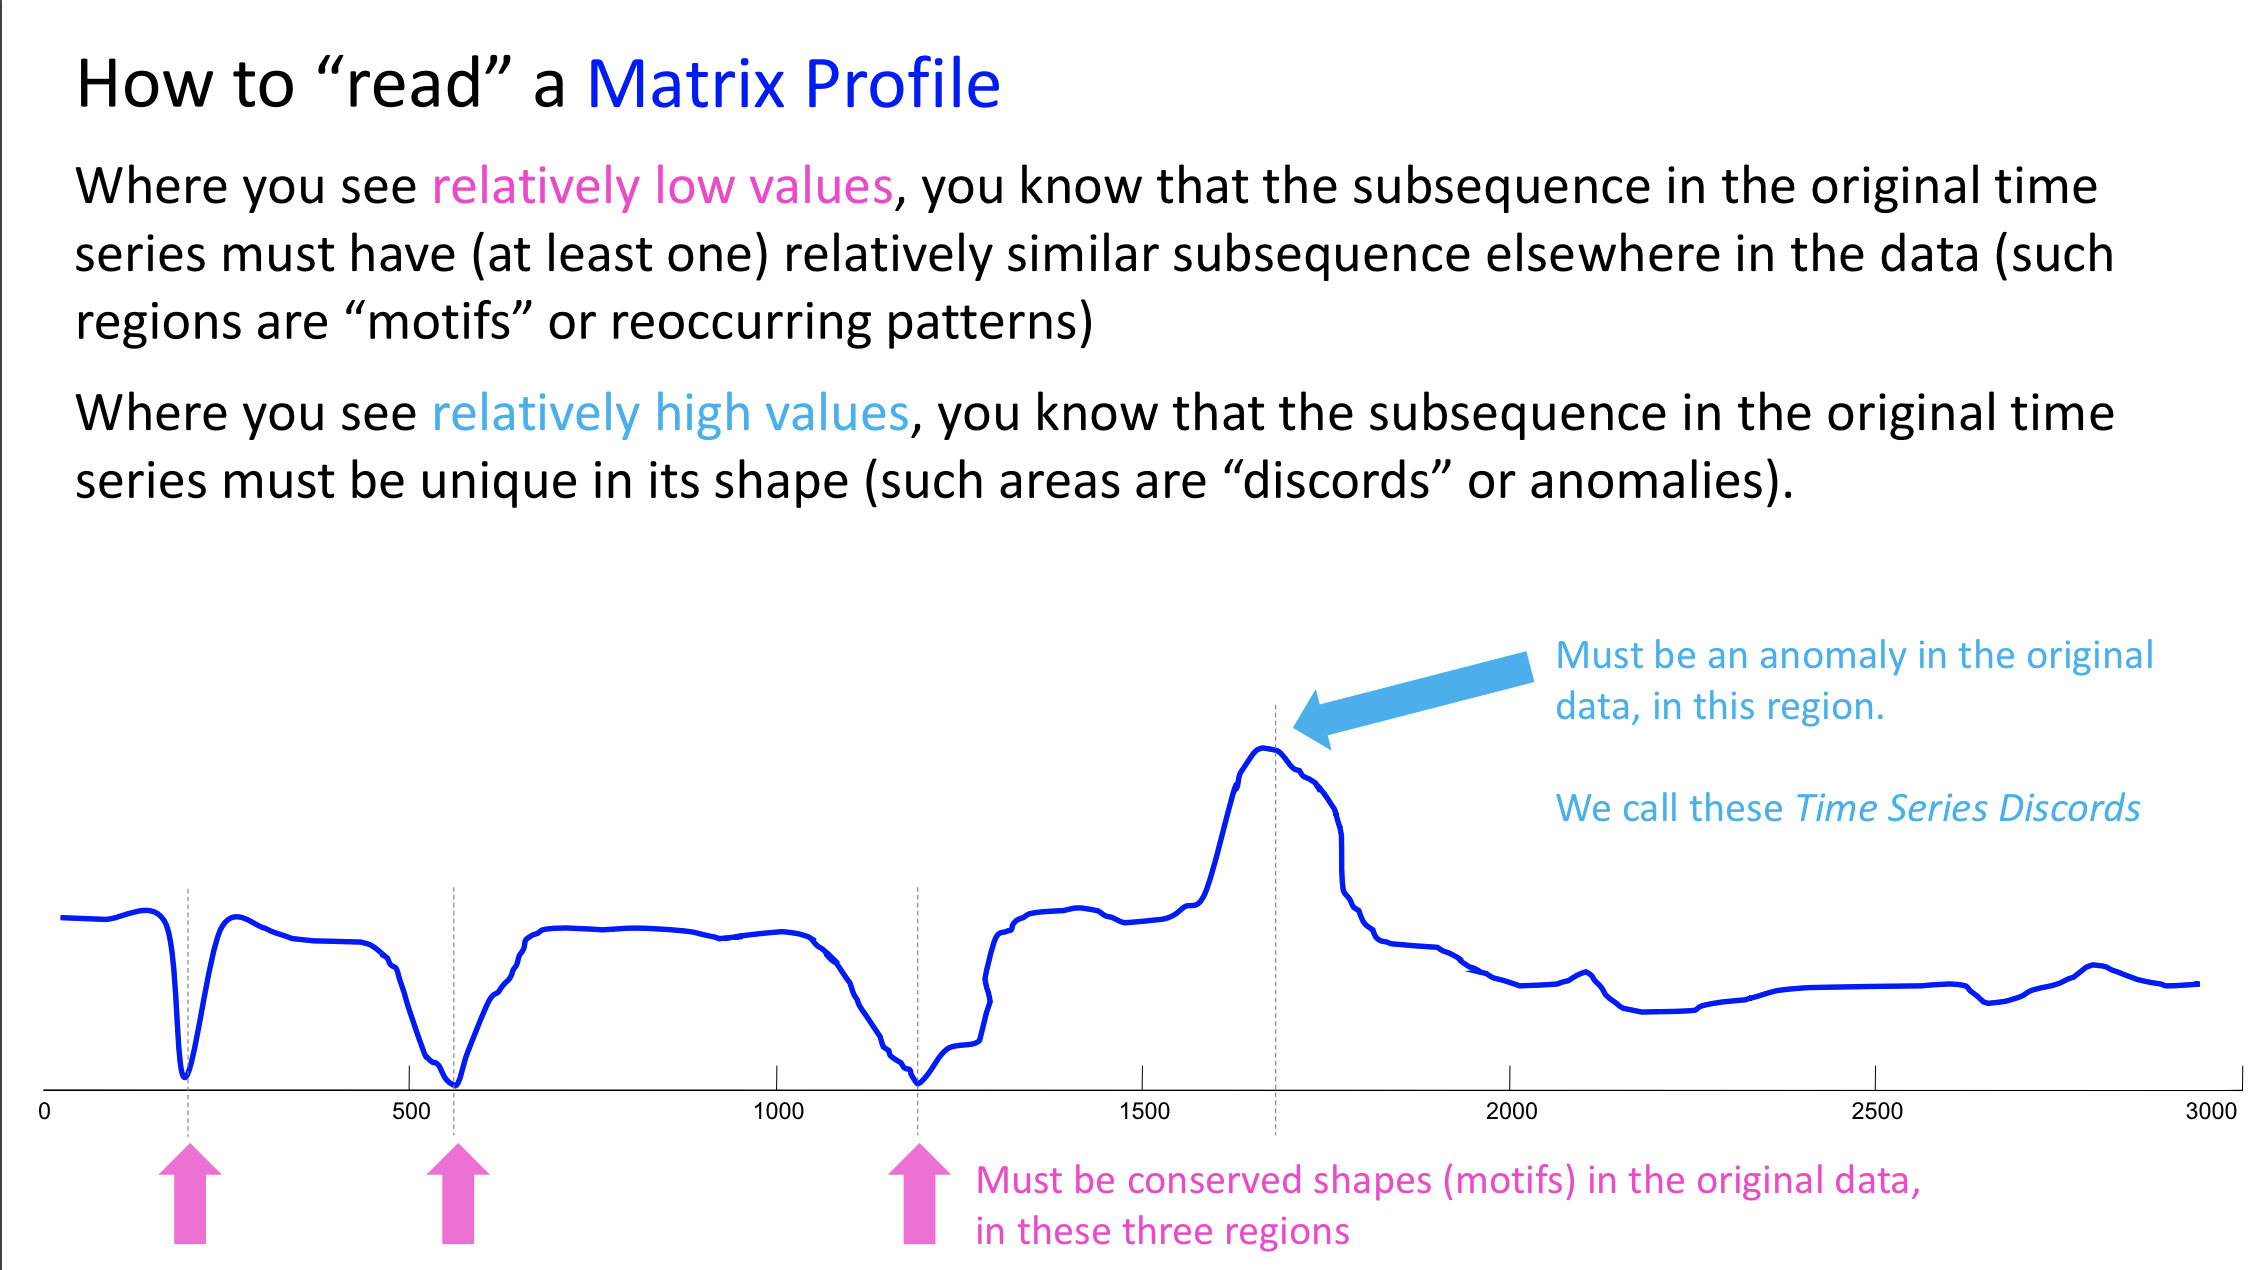 How to “read” a Matrix Profile
Where you see relatively low values, you know that the subsequence in the original time
series must have (at least one) relatively similar subsequence elsewhere in the data (such
regions are “motifs” or reoccurring patterns)
Where you see relatively high values, you know that the subsequence in the original time
series must be unique in its shape (such areas are “discords” or anomalies).
Must be an anomaly in the original
data, in this region.
We call these Time Series Discords
0 500 1000 1500 2000 2500 3000
Must be conserved shapes (motifs) in the original data,
in these three regions